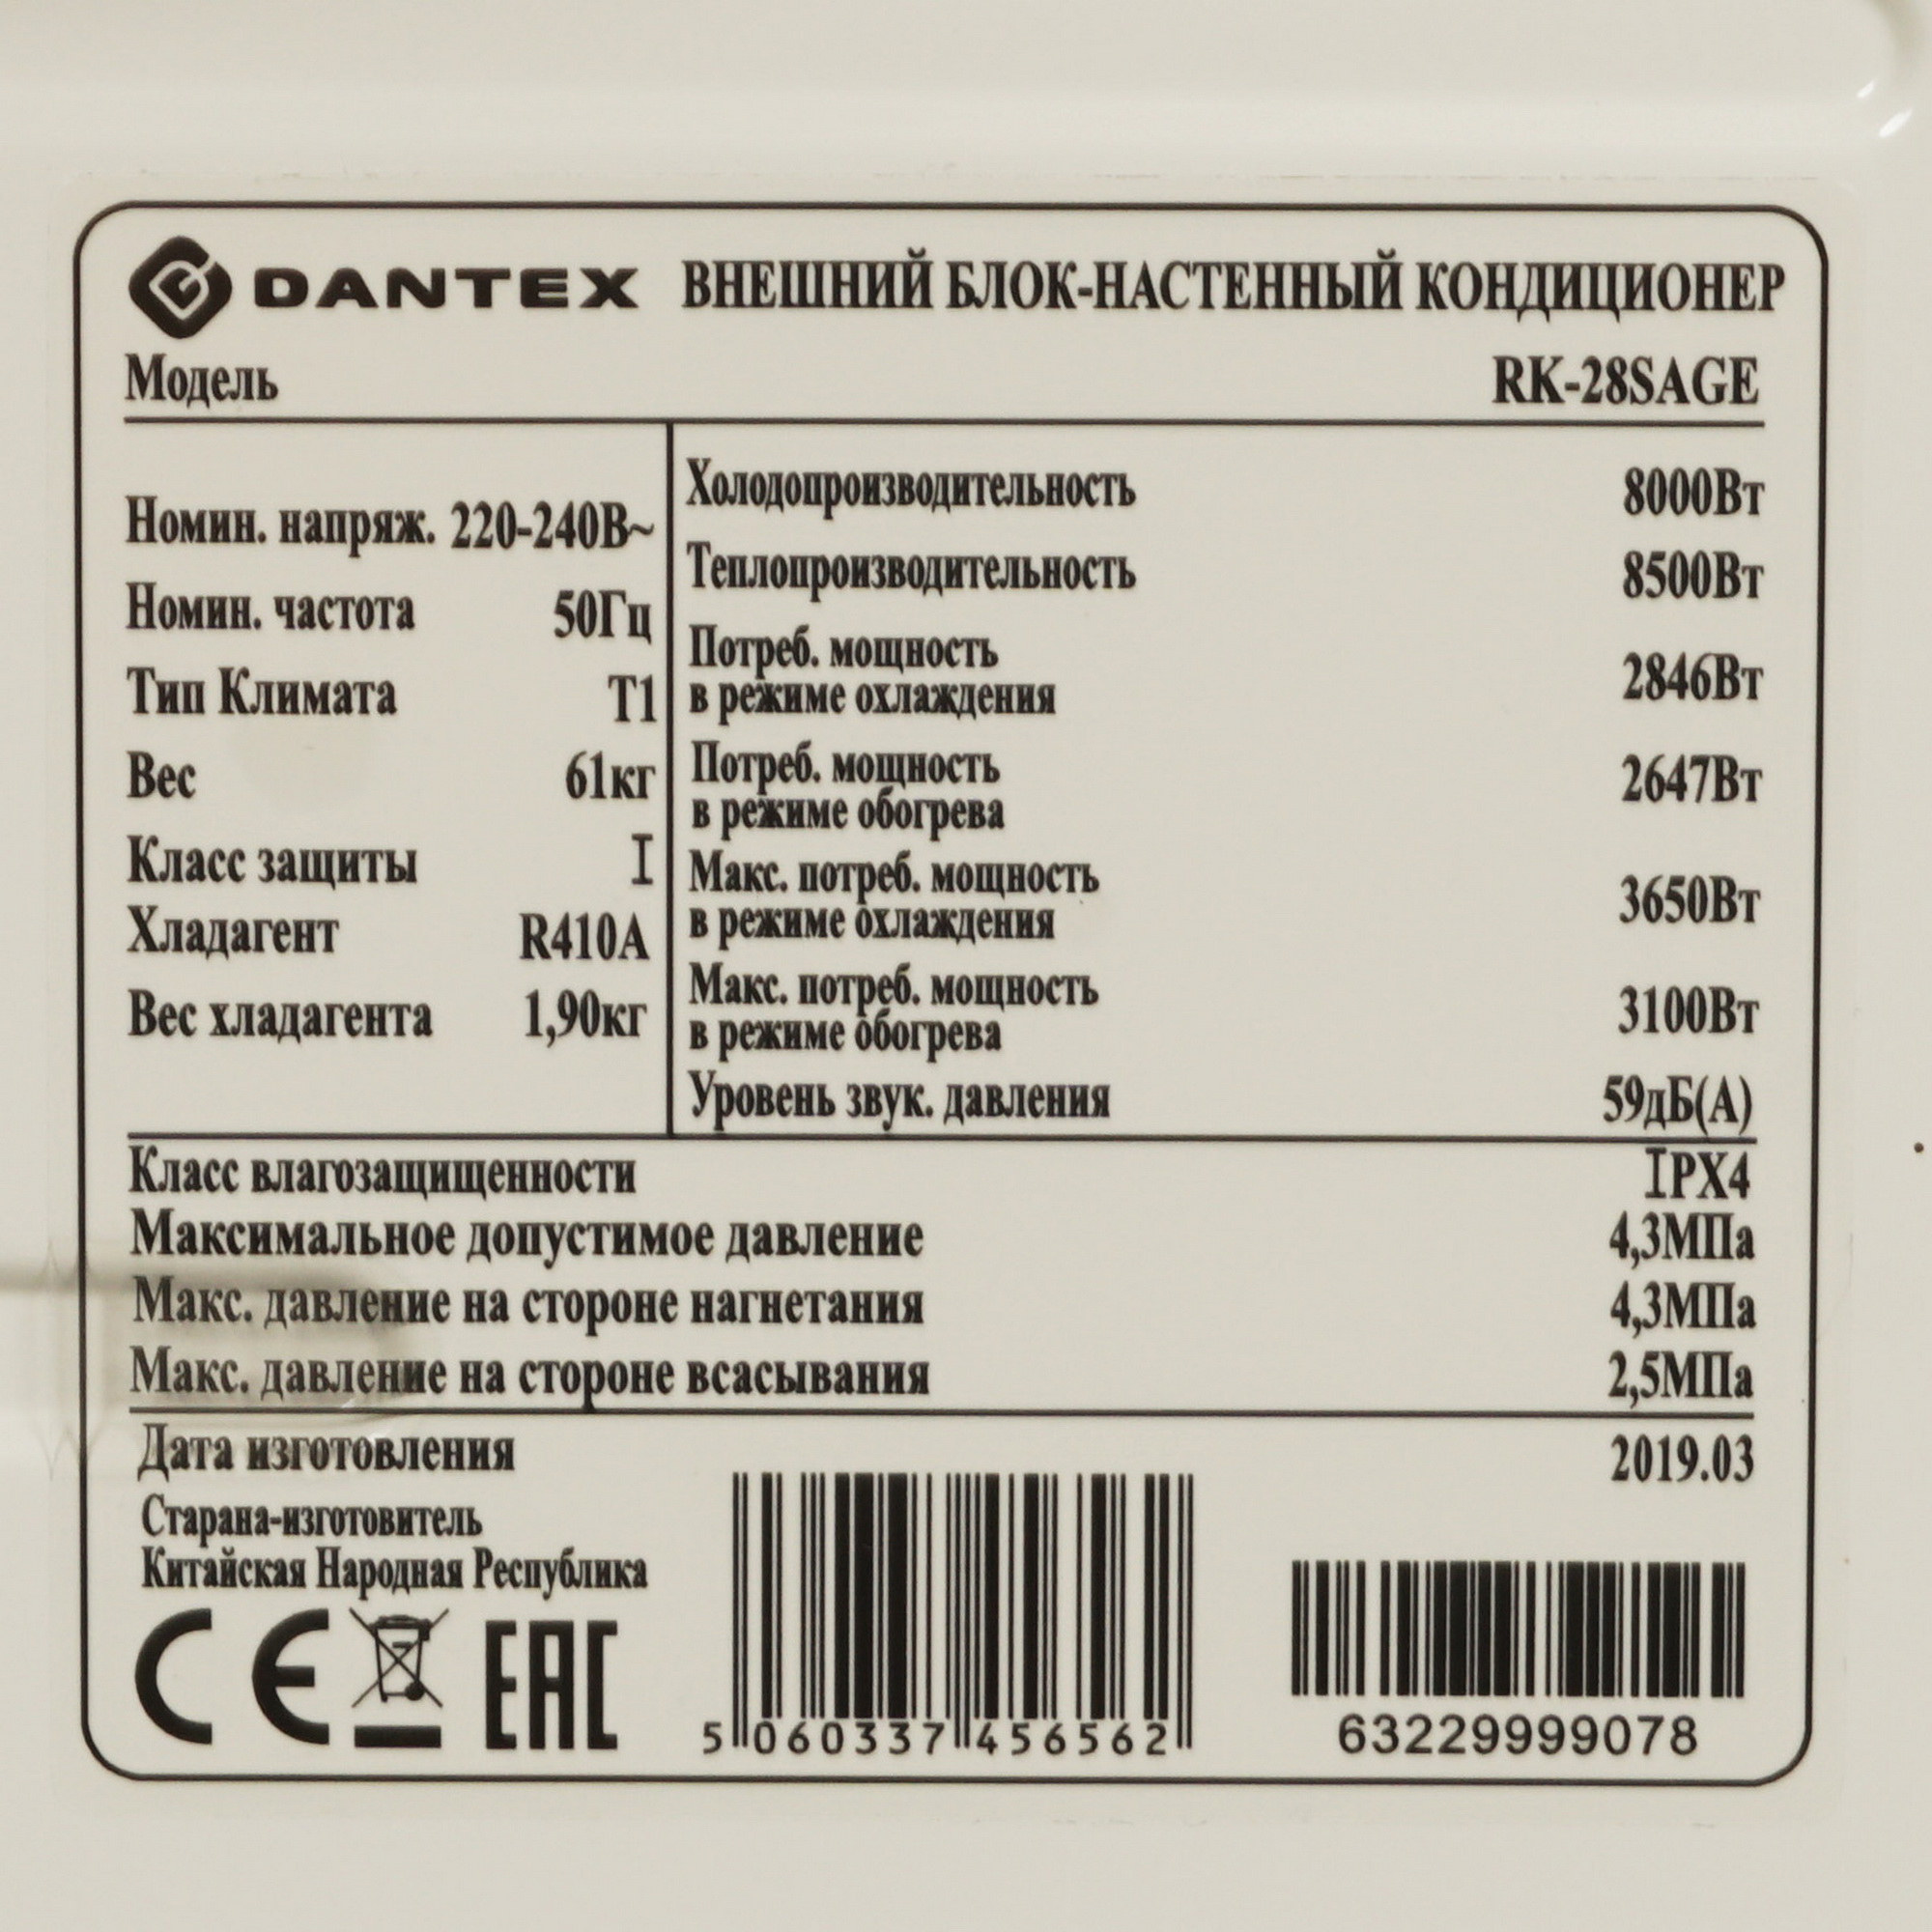 DANTEX ВНЕШНИЙ БЛОК-НАСТЕННЫЙ КОНДИЦИОНЕР
Модель RK-28SAGE
Номин. напряж. 220-240В~
Номин. частота 50Гц
Тип Климата Т1
Вес 61кг
Класс защиты I
Хладагент R410A
Вес хладагента 1,90кг
Холодопроизводительность 8000Вт
Теплопроизводительность 8500Вт
Потреб. мощность
в режиме охлаждения 2846Вт
Потреб. мощность
в режиме обогрева 2647Вт
Макс. потреб. мощность
в режиме охлаждения 3650Вт
Макс. потреб. мощность
в режиме обогрева 3100Вт
Уровень звук. давления 59дБ(А)
Класс влагозащищенности IPX4
Максимальное допустимое давление 4,3МПа
Макс. давление на стороне нагнетания 4,3МПа
Макс. давление на стороне всасывания 2,5МПа
Дата изготовления 2019.03
Старана-изготовитель
Китайская Народная Республика
CE EAC
5 060337 456562
63229999078